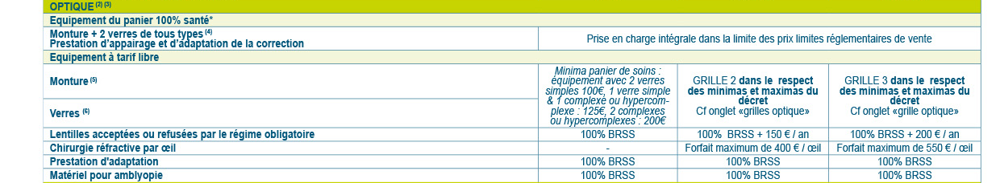 OPTIQUE (2) (3)
Equipement du panier 100% santé*
Monture + 2 verres de tous types (4)
Prestation d'appairage et d'adaptation de la correction
Prise en charge intégrale dans la limite des prix limites réglementaires de vente
Equipement à tarif libre
Monture (5)
Verres (6)
Minima panier de soins :
équipement avec 2 verres
simples 100€, 1 verre simple
& 1 complexe ou hypercom-
plexe : 125€, 2 complexes
ou hypercomplexes : 200€
GRILLE 2 dans le respect
des minimas et maximas du
décret
Cf onglet «grilles optique»
GRILLE 3 dans le respect
des minimas et maximas du
décret
Cf onglet «grille optique»
Lentilles acceptées ou refusées par le régime obligatoire 100% BRSS 100% BRSS + 150 € / an 100% BRSS + 200 € / an
Chirurgie réfractive par œil - Forfait maximum de 400 € / œil Forfait maximum de 550 € / œil
Prestation d'adaptation 100% BRSS 100% BRSS 100% BRSS
Matériel pour amblyopie 100% BRSS 100% BRSS 100% BRSS